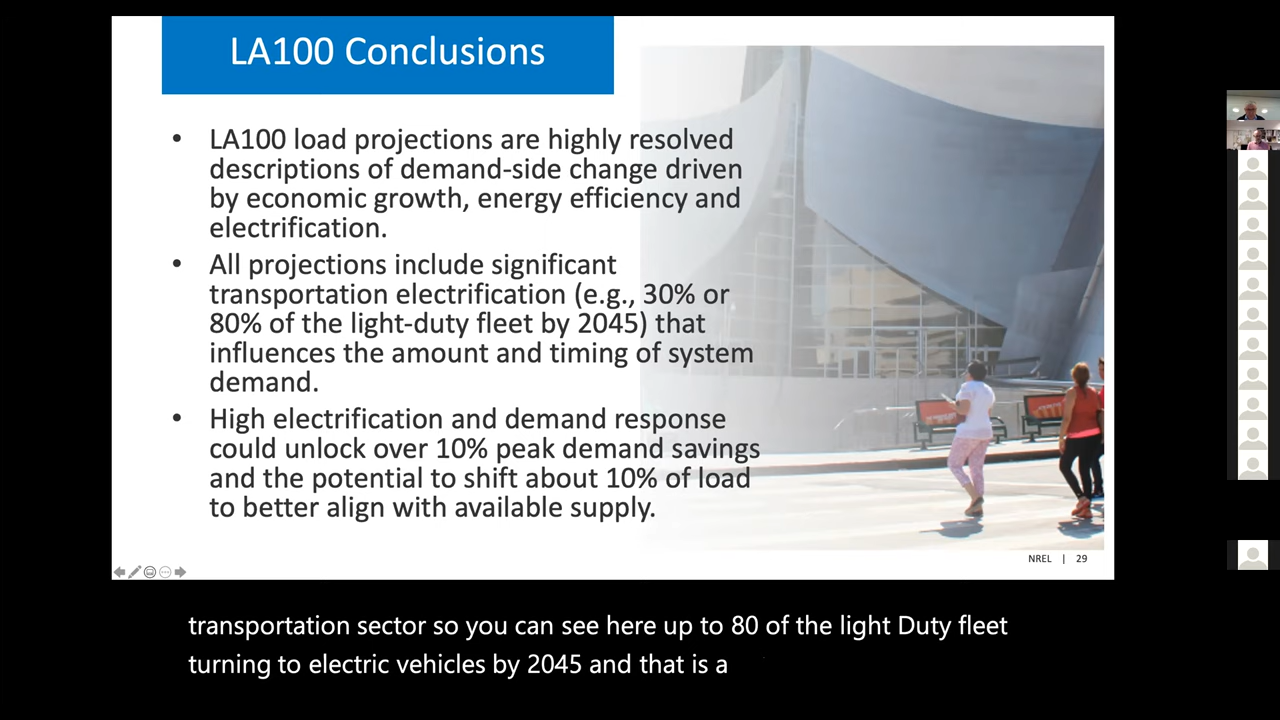 LA100 Conclusions
• LA100 load projections are highly resolved
descriptions of demand-side change driven
by economic growth, energy efficiency and
electrification.
• All projections include significant
transportation electrification (e.g., 30% or
80% of the light-duty fleet by 2045) that
influences the amount and timing of system
demand.
• High electrification and demand response
could unlock over 10% peak demand savings
and the potential to shift about 10% of load
to better align with available supply.
NREL | 29
transportation sector so you can see here up to 80 of the light Duty fleet
turning to electric vehicles by 2045 and that is a